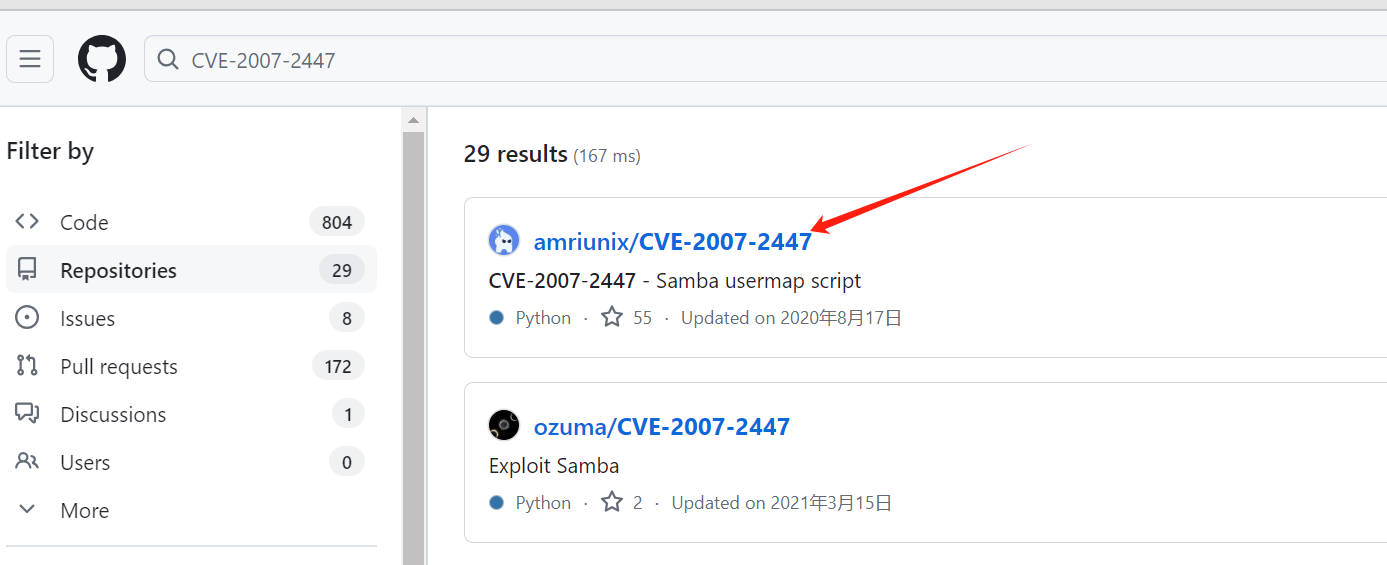 CVE-2007-2447
Filter by
Code 804
Repositories 29
Issues 8
Pull requests 172
Discussions 1
Users 0
More
29 results (167 ms)
amriunix/CVE-2007-2447
CVE-2007-2447 - Samba usermap script
Python · 55 · Updated on 2020年8月17日
ozuma/CVE-2007-2447
Exploit Samba
Python · 2 · Updated on 2021年3月15日